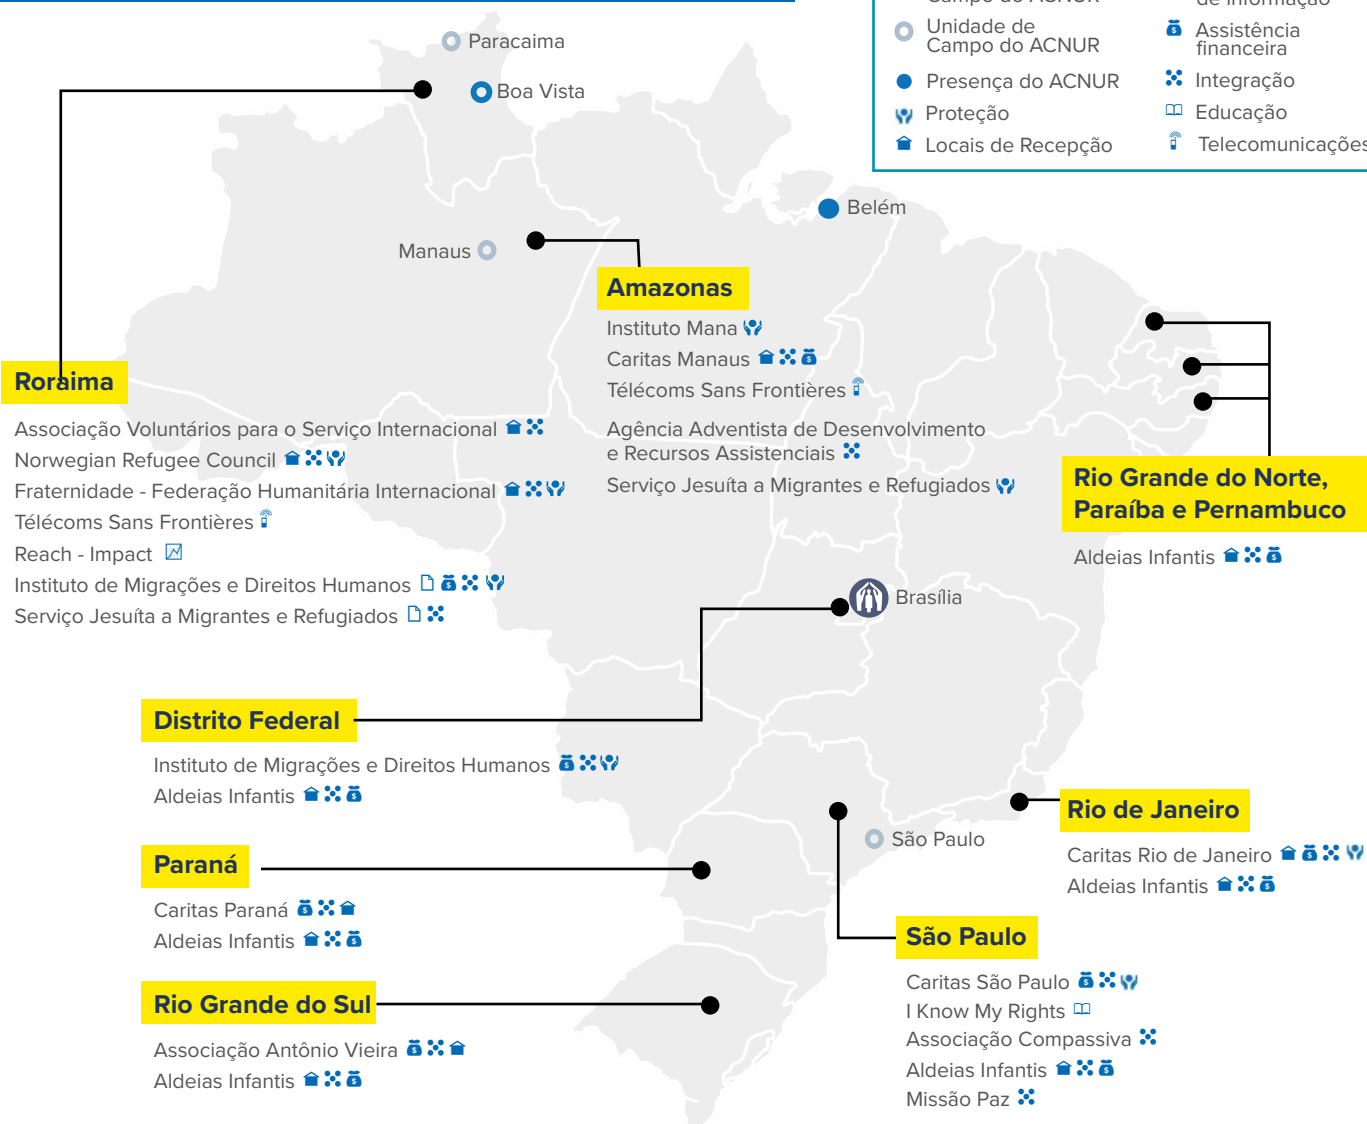 Campo do ACNUR
de Informação
Unidade de
Campo do ACNUR
Assistência
financeira
Presença do ACNUR
Integração
Proteção
Educação
Locais de Recepção
Telecomunicações
Paracaima
Boa Vista
Belém
Manaus
Amazonas
Instituto Mana
Caritas Manaus
Télécoms Sans Frontières
Agência Adventista de Desenvolvimento
e Recursos Assistenciais
Serviço Jesuíta a Migrantes e Refugiados
Roraima
Associação Voluntários para o Serviço Internacional
Norwegian Refugee Council
Fraternidade - Federação Humanitária Internacional
Télécoms Sans Frontières
Reach - Impact
Instituto de Migrações e Direitos Humanos
Serviço Jesuíta a Migrantes e Refugiados
Rio Grande do Norte,
Paraíba e Pernambuco
Aldeias Infantis
Brasília
Distrito Federal
Instituto de Migrações e Direitos Humanos
Aldeias Infantis
Rio de Janeiro
Caritas Rio de Janeiro
Aldeias Infantis
São Paulo
Paraná
Caritas Paraná
Aldeias Infantis
São Paulo
Caritas São Paulo
I Know My Rights
Associação Compassiva
Aldeias Infantis
Missão Paz
Rio Grande do Sul
Associação Antônio Vieira
Aldeias Infantis